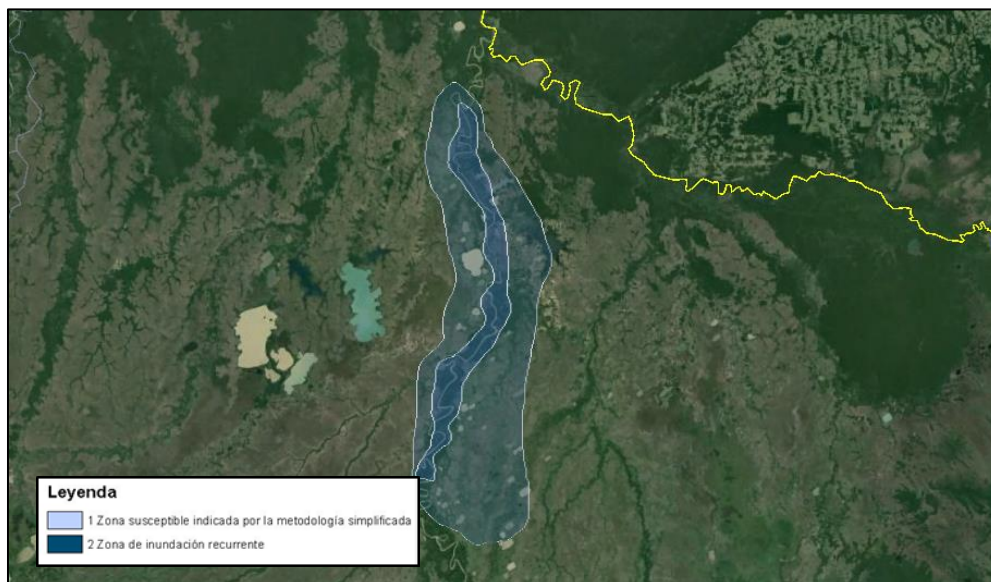 Leyenda
1 Zona susceptible indicada por la metodología simplificada
2 Zona de inundación recurrente